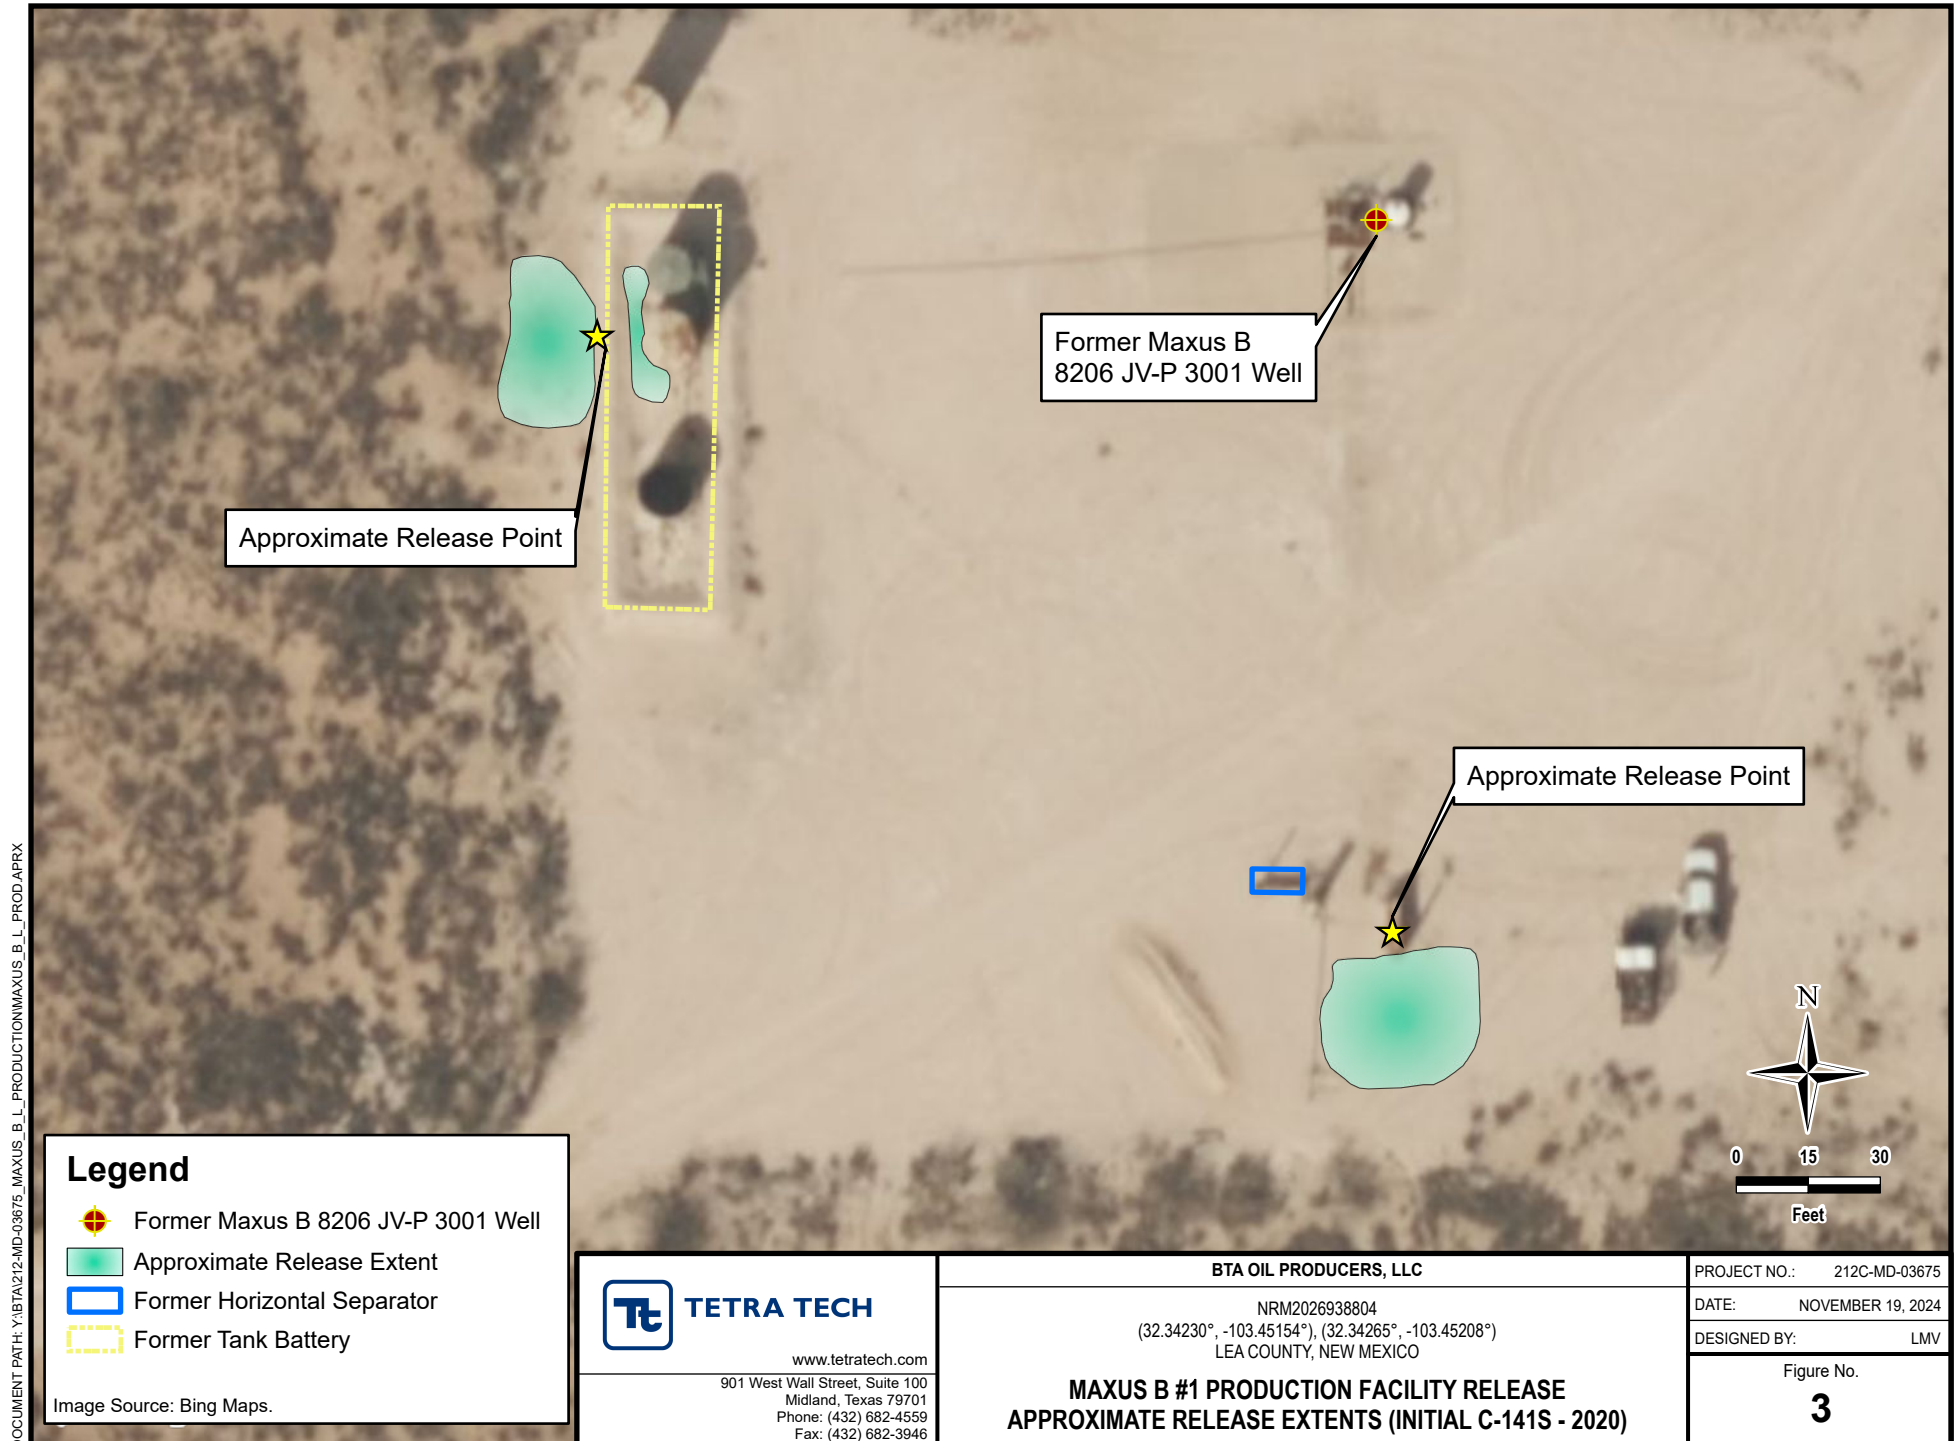 Former Maxus B
8206 JV-P 3001 Well
Approximate Release Point
Approximate Release Point
N
0 15 30
Feet
Legend
Former Maxus B 8206 JV-P 3001 Well
Approximate Release Extent
Former Horizontal Separator
Former Tank Battery
Image Source: Bing Maps.
DOCUMENT PATH: Y:\BTA\212-MD-03675_MAXUS_B_L_PRODUCTION\MAXUS_B_L_PROD.APRX
Tt TETRA TECH
www.tetratech.com
901 West Wall Street, Suite 100
Midland, Texas 79701
Phone: (432) 682-4559
Fax: (432) 682-3946
BTA OIL PRODUCERS, LLC
NRM2026938804
(32.34230°, -103.45154°), (32.34265°, -103.45208°)
LEA COUNTY, NEW MEXICO
MAXUS B #1 PRODUCTION FACILITY RELEASE
APPROXIMATE RELEASE EXTENTS (INITIAL C-141S - 2020)
PROJECT NO.: 212C-MD-03675
DATE: NOVEMBER 19, 2024
DESIGNED BY: LMV
Figure No.
3